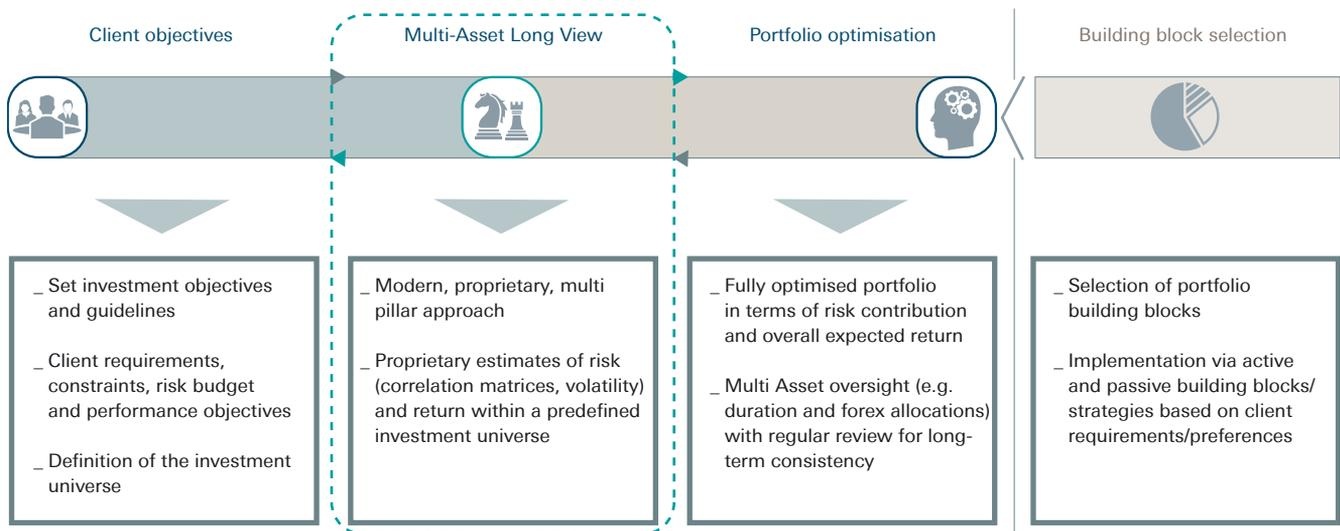 Client objectives
Multi-Asset Long View
Portfolio optimisation
Building block selection
_ Set investment objectives
and guidelines
_ Client requirements,
constraints, risk budget
and performance objectives
_ Definition of the investment
universe
_ Modern, proprietary, multi
pillar approach
_ Proprietary estimates of risk
(correlation matrices, volatility)
and return within a predefined
investment universe
_ Fully optimised portfolio
in terms of risk contribution
and overall expected return
_ Multi Asset oversight (e.g.
duration and forex allocations)
with regular review for long-
term consistency
_ Selection of portfolio
building blocks
_ Implementation via active
and passive building blocks/
strategies based on client
requirements/preferences